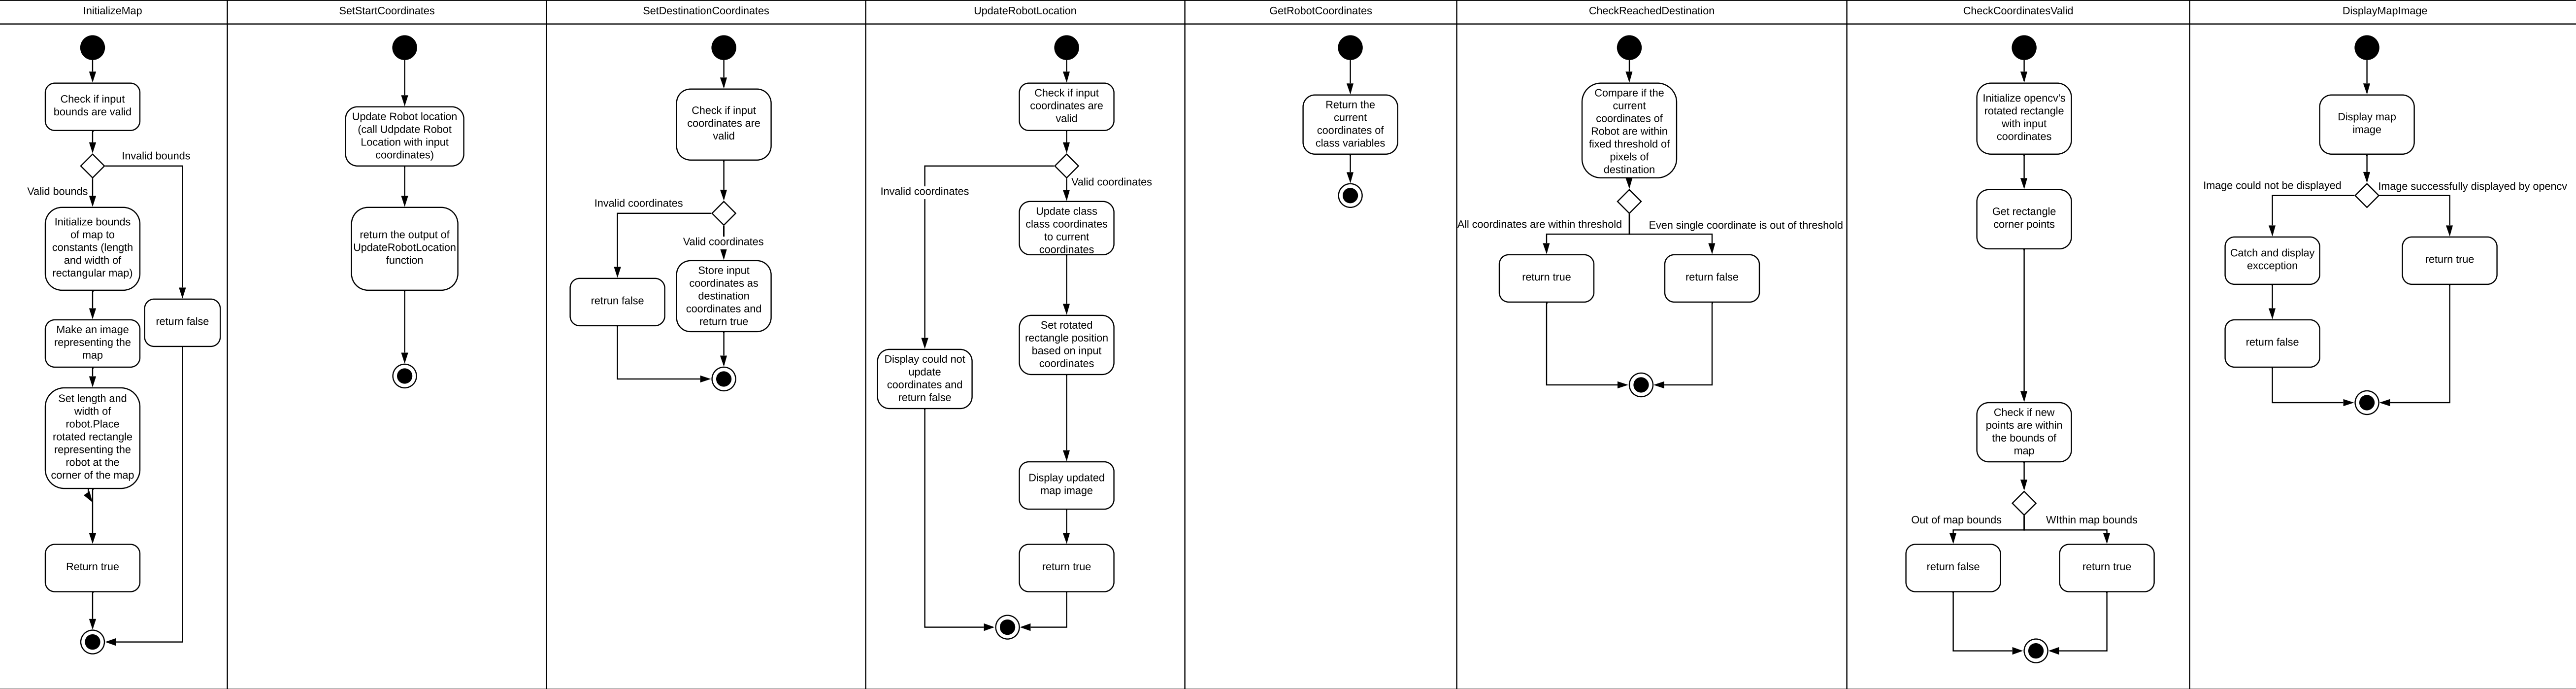 InitializeMap
SetStartCoordinates
SetDestinationCoordinates
UpdateRobotLocation
GetRobotCoordinates
CheckReachedDestination
CheckCoordinatesValid
DisplayMapImage
Check if input
bounds are valid
Invalid bounds
Valid bounds
Initialize bounds
of map to
constants (length
and width of
rectangular map)
return false
Make an image
representing the
map
Set length and
width of
robot.Place
rotated rectangle
representing the
robot at the
corner of the map
Return true
Update Robot location
(call Udpdate Robot
Location with input
coordinates)
return the output of
UpdateRobotLocation
function
Check if input
coordinates are
valid
Invalid coordinates
Valid coordinates
retrun false
Store input
coordinates as
destination
coordinates and
return true
Check if input
coordinates are
valid
Invalid coordinates
Valid coordinates
Update class
class coordinates
to current
coordinates
Set rotated
rectangle position
based on input
coordinates
Display could not
update
coordinates and
return false
Display updated
map image
return true
Return the
current
coordinates of
class variables
Compare if the
current
coordinates of
Robot are within
fixed threshold of
pixels of
destination
All coordinates are within threshold
Even single coordinate is out of threshold
return true
return false
Initialize opencv's
rotated rectangle
with input
coordinates
Get rectangle
corner points
Check if new
points are within
the bounds of
map
Out of map bounds
WIthin map bounds
return false
return true
Display map
image
Image could not be displayed
Image successfully displayed by opencv
Catch and display
excception
return true
return false